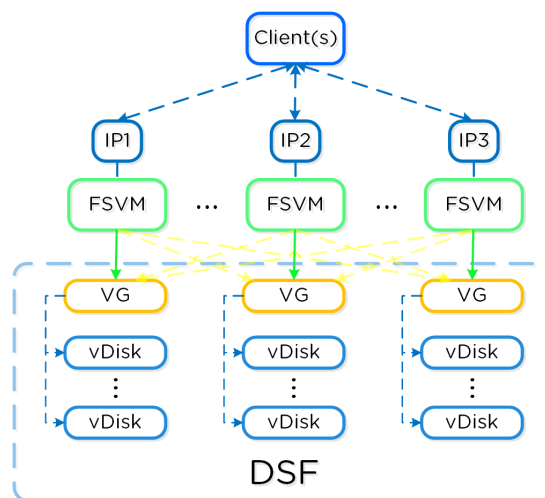 Client(s)
IP1 IP2 IP3
FSVM ... FSVM ... FSVM
VG VG VG
vDisk vDisk vDisk
vDisk vDisk vDisk
DSF